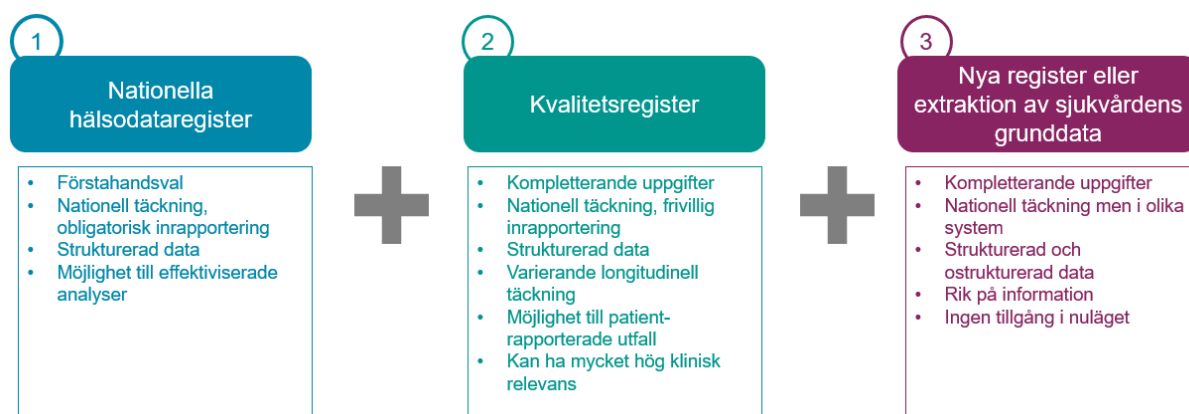 1
Nationella
hälsodataregister
• Förstahandsval
• Nationell täckning,
obligatorisk inrapportering
• Strukturerad data
• Möjlighet till effektiviserade
analyser
2
Kvalitetsregister
• Kompletterande uppgifter
• Nationell täckning, frivillig
inrapportering
• Strukturerad data
• Varierande longitudinell
täckning
• Möjlighet till patient-
rapporterade utfall
• Kan ha mycket hög klinisk
relevans
3
Nya register eller
extraktion av sjukvårdens
grunddata
• Kompletterande uppgifter
• Nationell täckning men i olika
system
• Strukturerad och
ostrukturerad data
• Rik på information
• Ingen tillgång i nuläget